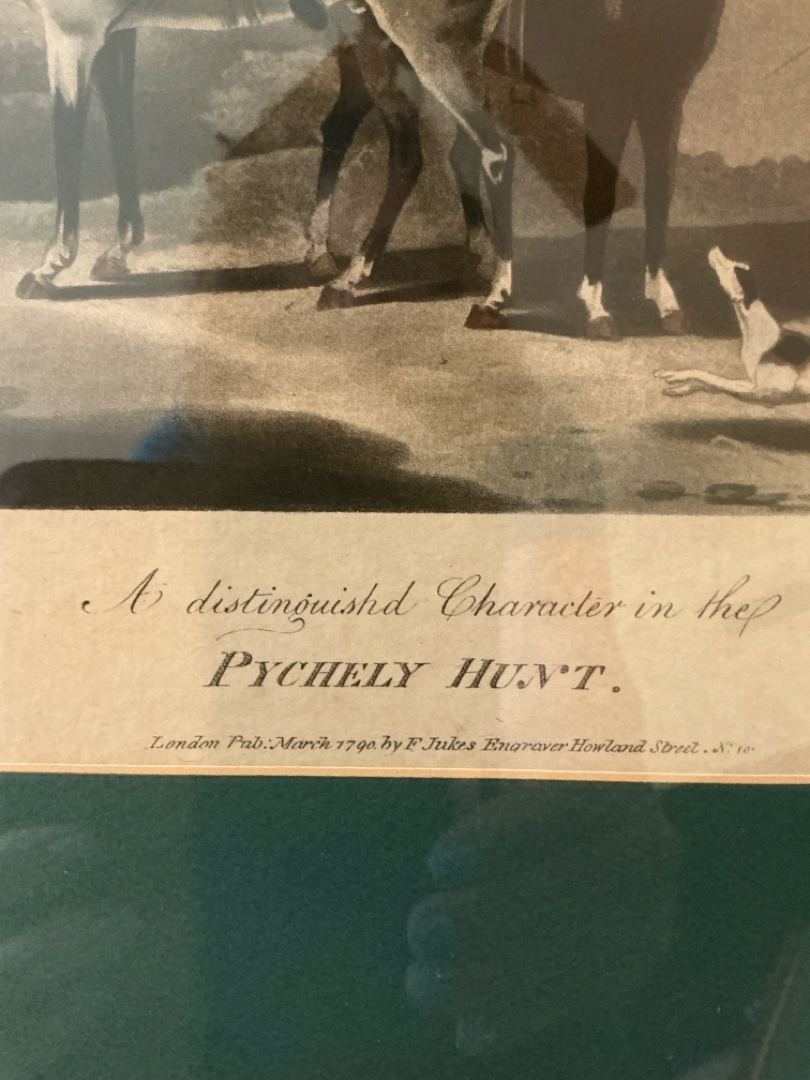 A distinguishd Character in the
PYCHELY HUNT.
London Pub: March 1790. by F Jukes Engraver Howland Street. No. 10.